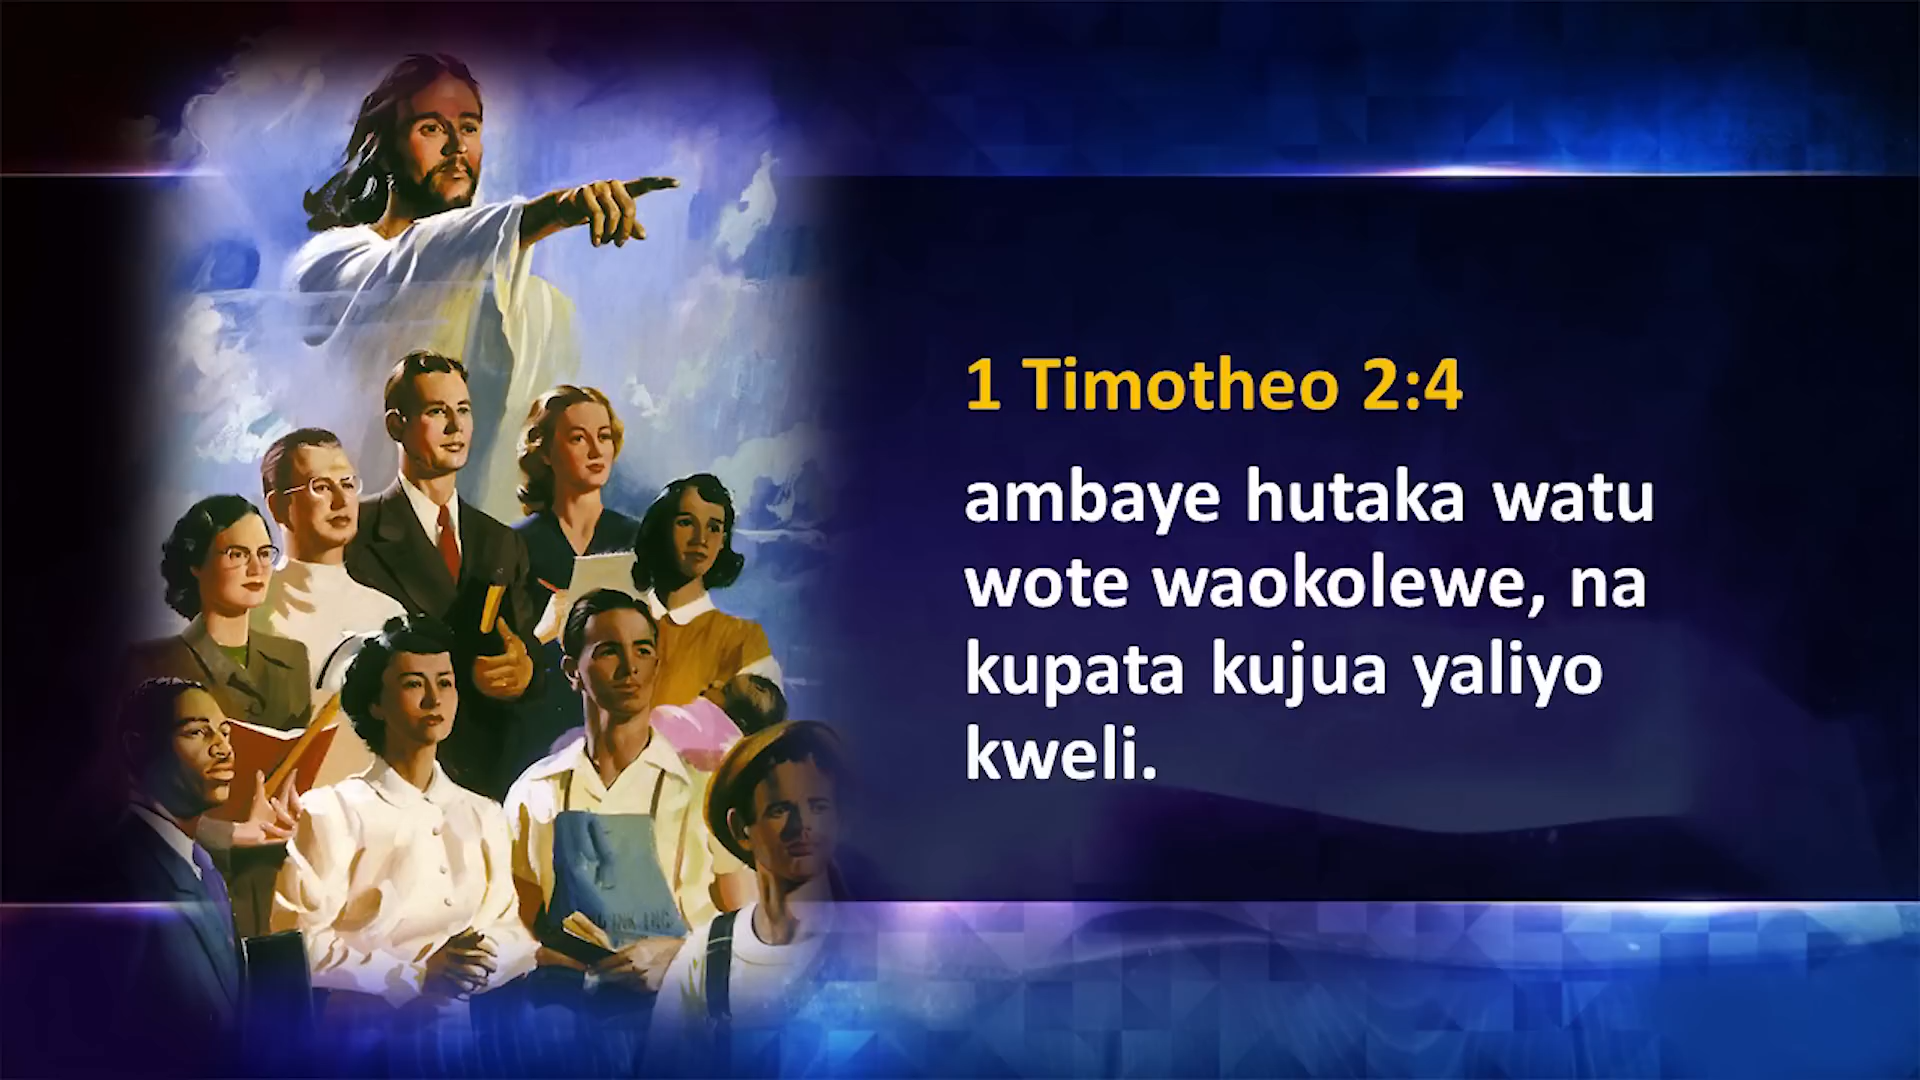 1 Timotheo 2:4
ambaye hutaka watu
wote waokolewe, na
kupata kujua yaliyo
kweli.